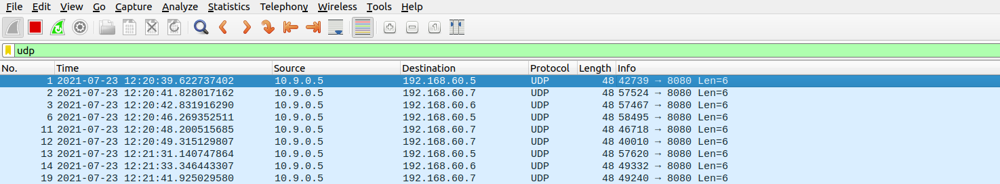 File Edit View Go Capture Analyze Statistics Telephony Wireless Tools Help
udp
No. Time Source Destination Protocol Length Info
1 2021-07-23 12:20:39.622737402 10.9.0.5 192.168.60.5 UDP 48 42739 → 8080 Len=6
2 2021-07-23 12:20:41.828017162 10.9.0.5 192.168.60.7 UDP 48 57524 → 8080 Len=6
3 2021-07-23 12:20:42.831916290 10.9.0.5 192.168.60.6 UDP 48 57467 → 8080 Len=6
6 2021-07-23 12:20:46.269352511 10.9.0.5 192.168.60.5 UDP 48 58495 → 8080 Len=6
11 2021-07-23 12:20:48.200515685 10.9.0.5 192.168.60.7 UDP 48 46718 → 8080 Len=6
12 2021-07-23 12:20:49.315129807 10.9.0.5 192.168.60.7 UDP 48 40010 → 8080 Len=6
13 2021-07-23 12:21:31.140747864 10.9.0.5 192.168.60.5 UDP 48 57620 → 8080 Len=6
14 2021-07-23 12:21:33.346443307 10.9.0.5 192.168.60.6 UDP 48 49332 → 8080 Len=6
19 2021-07-23 12:21:41.925029580 10.9.0.5 192.168.60.7 UDP 48 49240 → 8080 Len=6